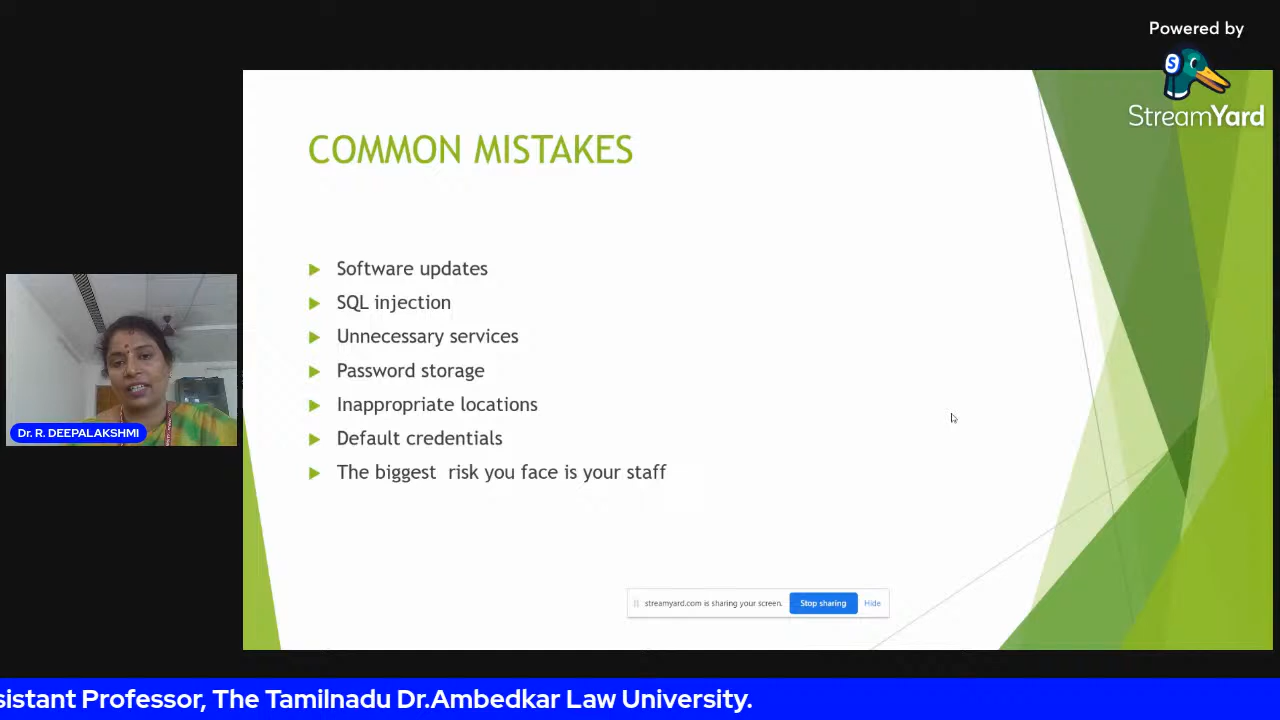 Powered by
StreamYard
COMMON MISTAKES
Software updates
SQL injection
Unnecessary services
Password storage
Inappropriate locations
Default credentials
The biggest risk you face is your staff
Dr. R. DEEPALAKSHMI
streamyard.com is sharing your screen.
Stop sharing
Hide
sistant Professor, The Tamilnadu Dr.Ambedkar Law University.